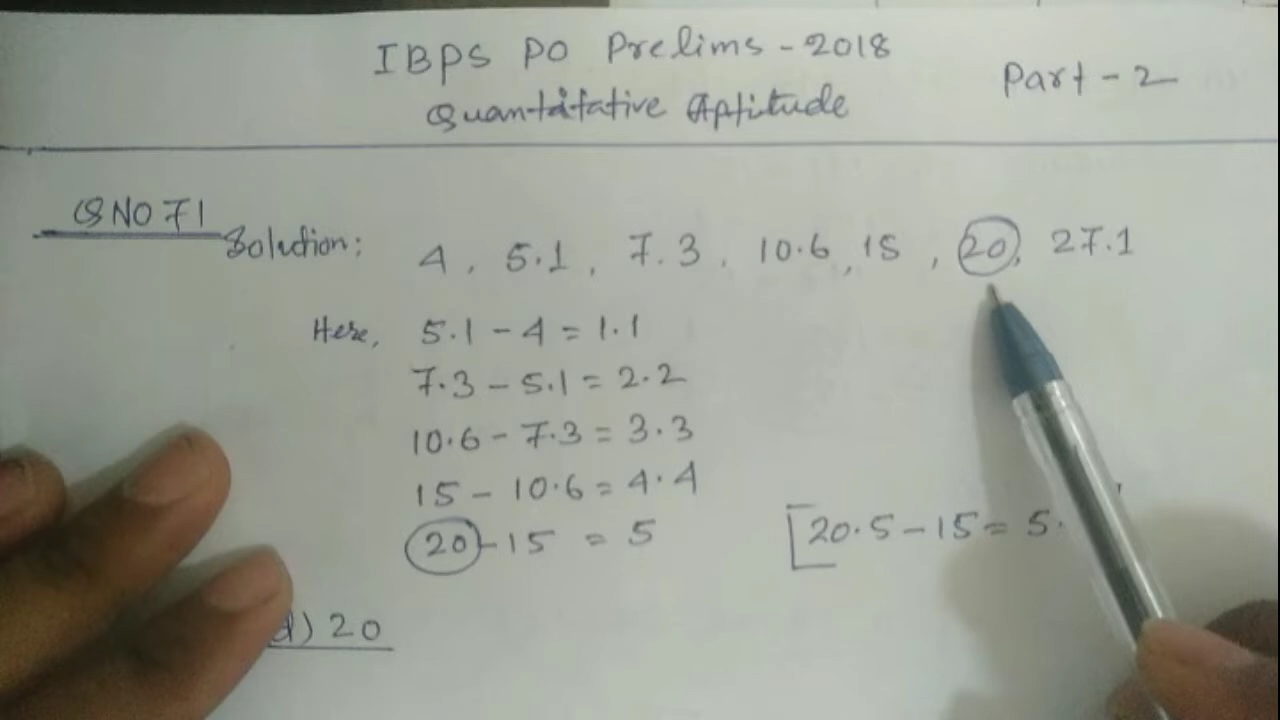 IBPS PO Prelims - 2018
Quantitative Aptitude
Part - 2
Q NO 71
Solution: 4, 5.1, 7.3, 10.6, 15, 20, 27.1
Here, 5.1 - 4 = 1.1
7.3 - 5.1 = 2.2
10.6 - 7.3 = 3.3
15 - 10.6 = 4.4
20 - 15 = 5
[20.5 - 15 = 5.
d) 20